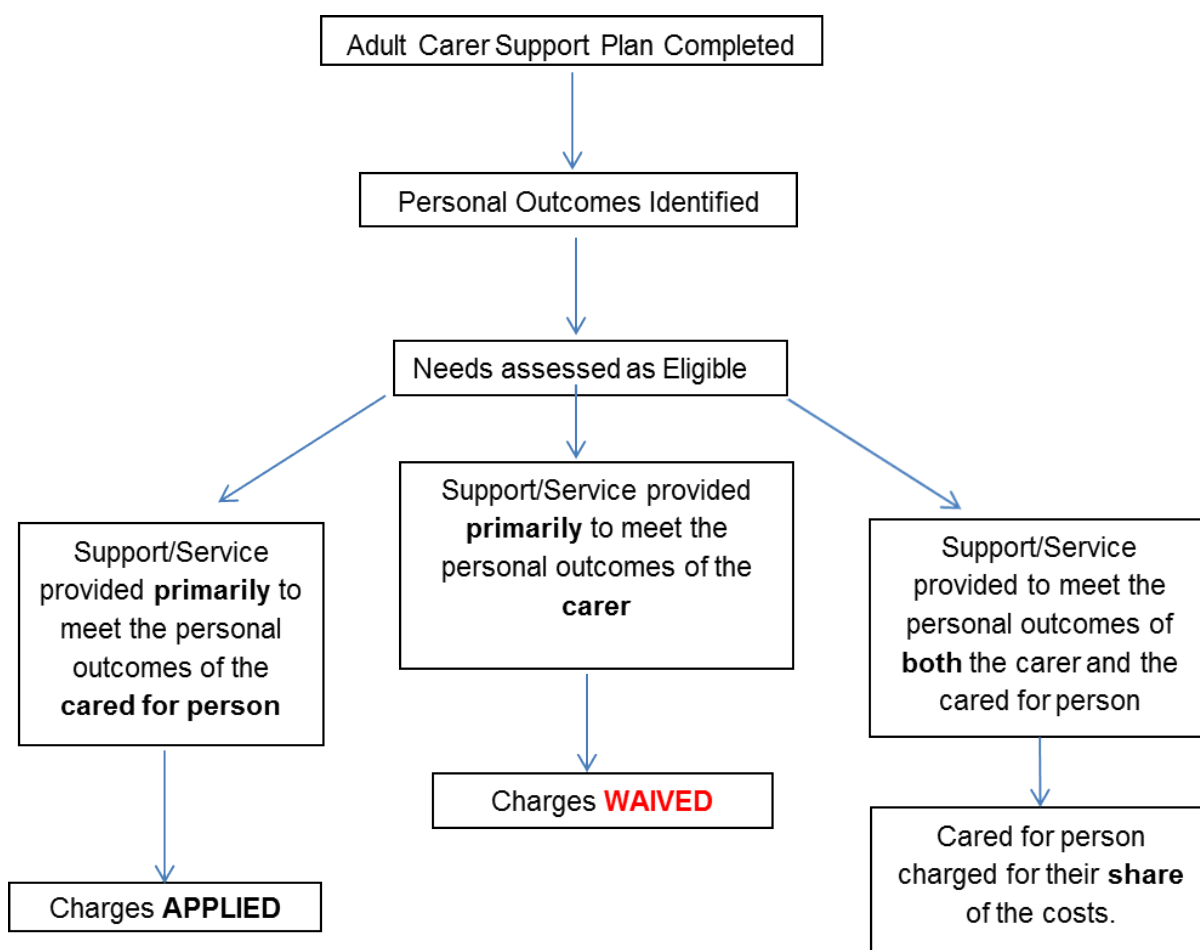 Adult Carer Support Plan Completed
Personal Outcomes Identified
Needs assessed as Eligible
Support/Service
provided primarily to
meet the personal
outcomes of the
cared for person
Charges APPLIED
Support/Service provided
primarily to meet the
personal outcomes of the
carer
Charges WAIVED
Support/Service
provided to meet the
personal outcomes of
both the carer and the
cared for person
Cared for person
charged for their share
of the costs.